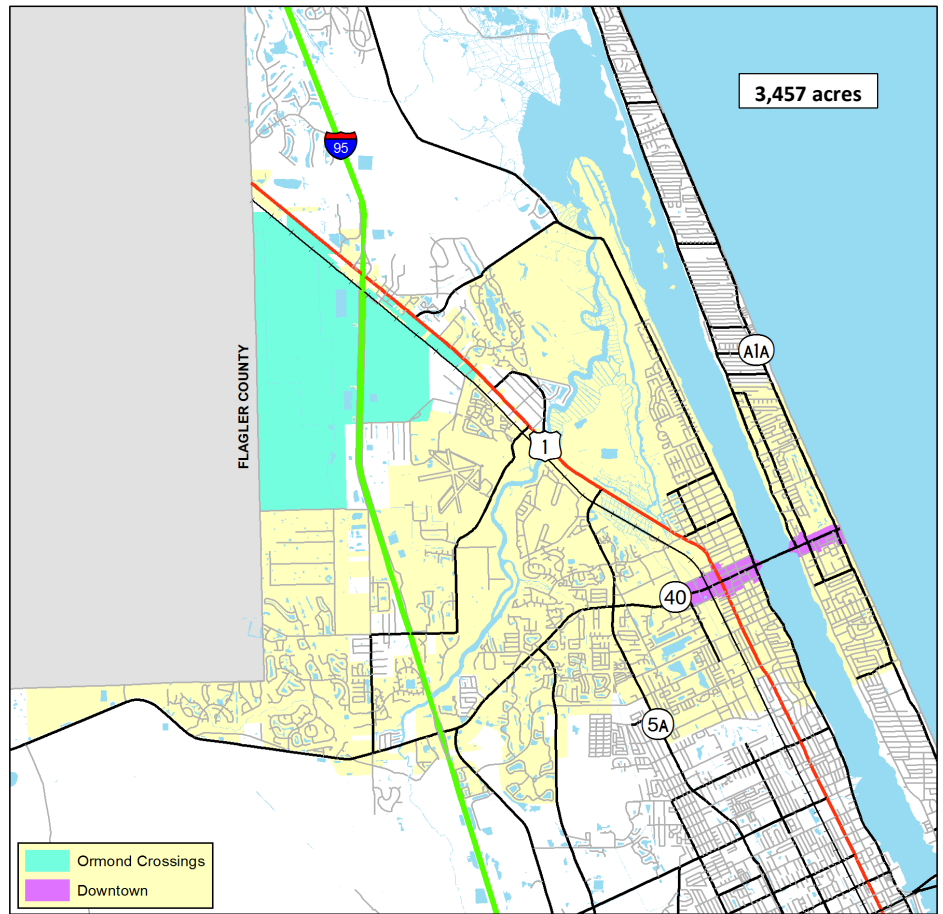 3,457 acres
95
A1A
FLAGLER COUNTY
1
40
5A
Ormond Crossings
Downtown